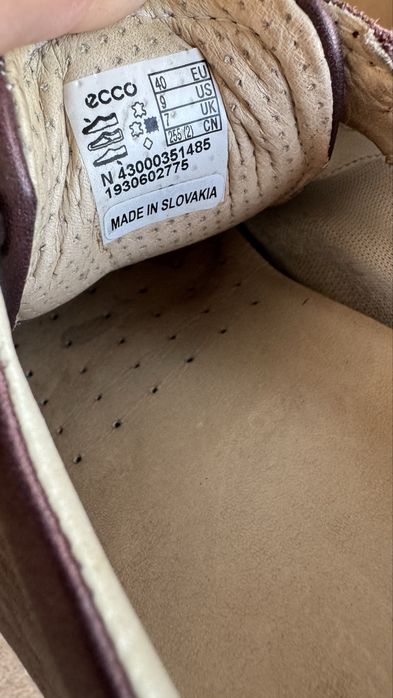 ecco
40 EU
9 US
7 UK
255(2) CN
N 43000351485
1930602775
MADE IN SLOVAKIA